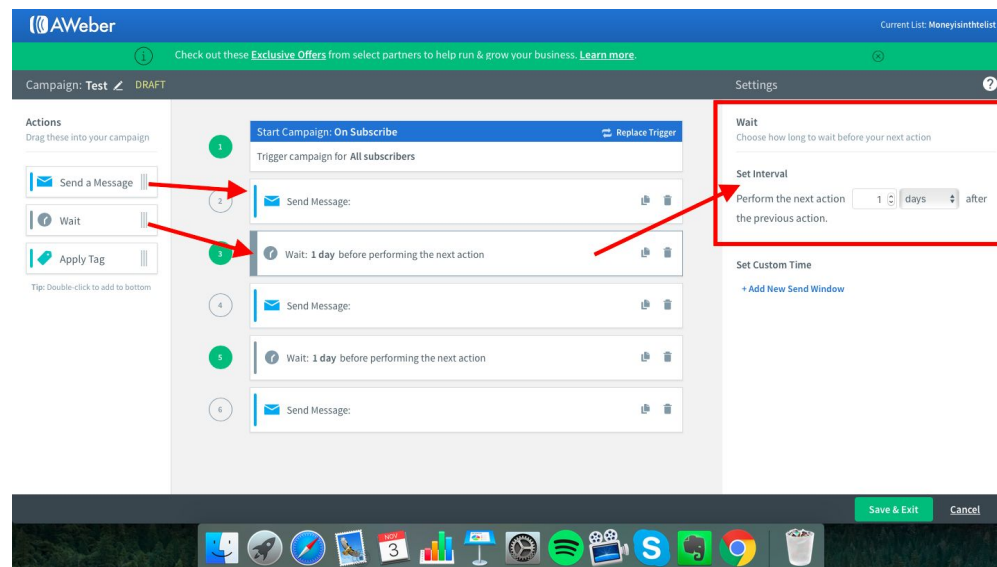 AWeber
Current List: Moneyisinthtelist
Check out these Exclusive Offers from select partners to help run & grow your business. Learn more.
Campaign: Test DRAFT
Settings
?
Actions
Drag these into your campaign
Send a Message
Wait
Apply Tag
Tip: Double-click to add to bottom
1
Start Campaign: On Subscribe
Replace Trigger
Trigger campaign for All subscribers
2
Send Message:
3
Wait: 1 day before performing the next action
4
Send Message:
5
Wait: 1 day before performing the next action
6
Send Message:
Wait
Choose how long to wait before your next action
Set Interval
Perform the next action 1 days after
the previous action.
Set Custom Time
+ Add New Send Window
Save & Exit
Cancel
NOV
3
S